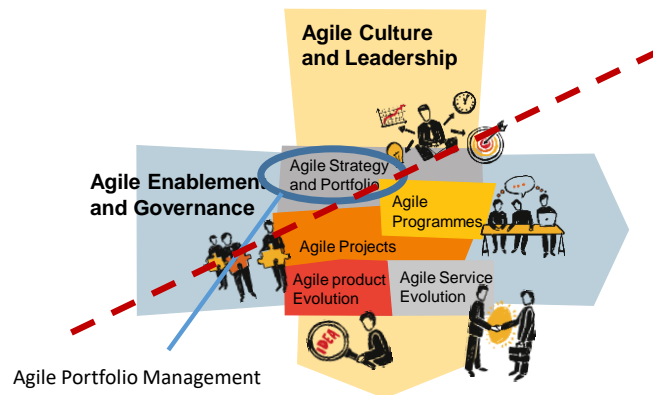 Agile Culture
and Leadership
Agile Strategy
and Portfolio
Agile Enablement
and Governance
Agile
Programmes
Agile Projects
Agile product
Evolution
Agile Service
Evolution
IDEA
Agile Portfolio Management